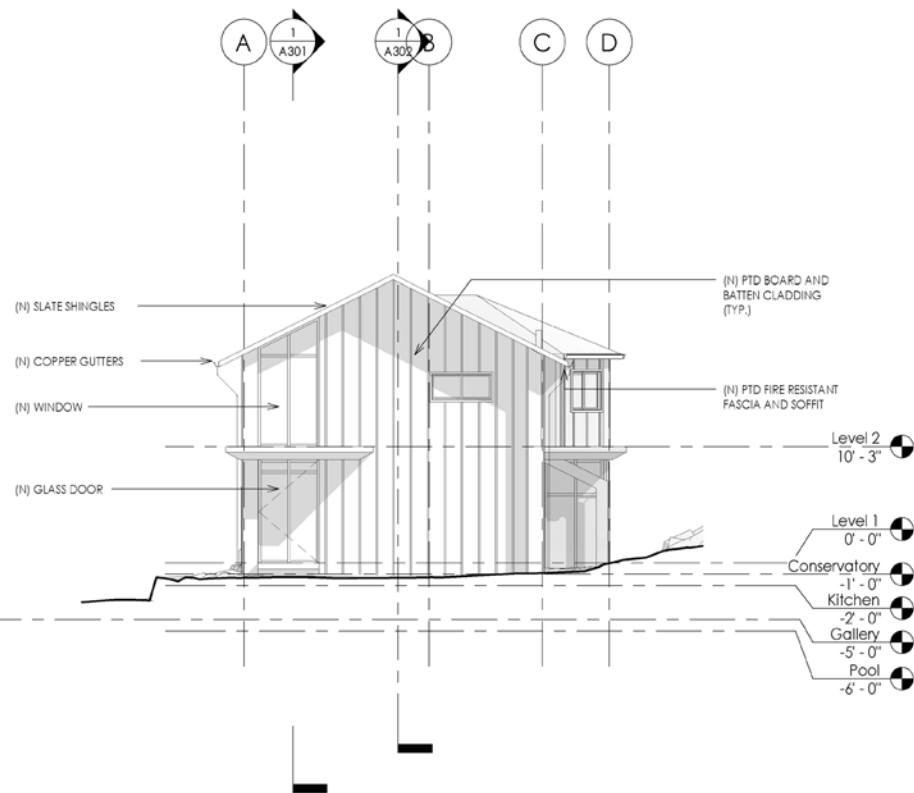 A
1
A301
1
A302
B
C
D
(N) SLATE SHINGLES
(N) COPPER GUTTERS
(N) WINDOW
(N) GLASS DOOR
(N) PTD BOARD AND
BATTEN CLADDING
(TYP.)
(N) PTD FIRE RESISTANT
FASCIA AND SOFFIT
Level 2
10' - 3"
Level 1
0' - 0"
Conservatory
-1' - 0"
Kitchen
-2' - 0"
Gallery
-5' - 0"
Pool
-6' - 0"